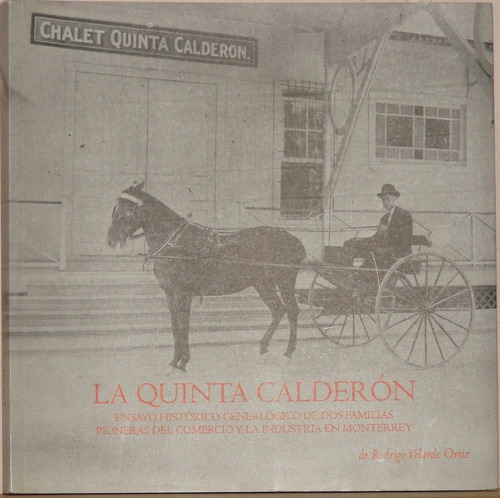 CHALET QUINTA CALDERON.
LA QUINTA CALDERÓN
ENSAYO HISTÓRICO GENEALÓGICO DE DOS FAMILIAS
PIONERAS DEL COMERCIO Y LA INDUSTRIA EN MONTERREY
de Rodrigo Velarde Ortiz